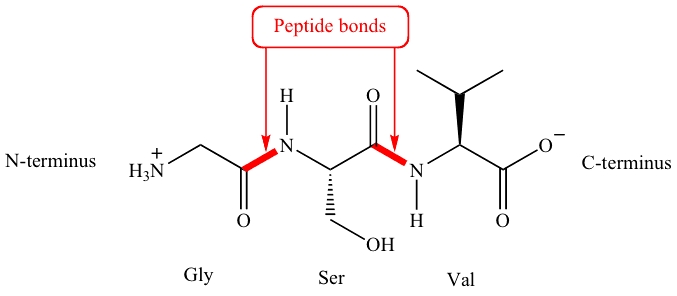 Peptide bonds
H
O
N-terminus
+
H₃N
N
O⁻
C-terminus
N
O
H
O
OH
Gly
Ser
Val